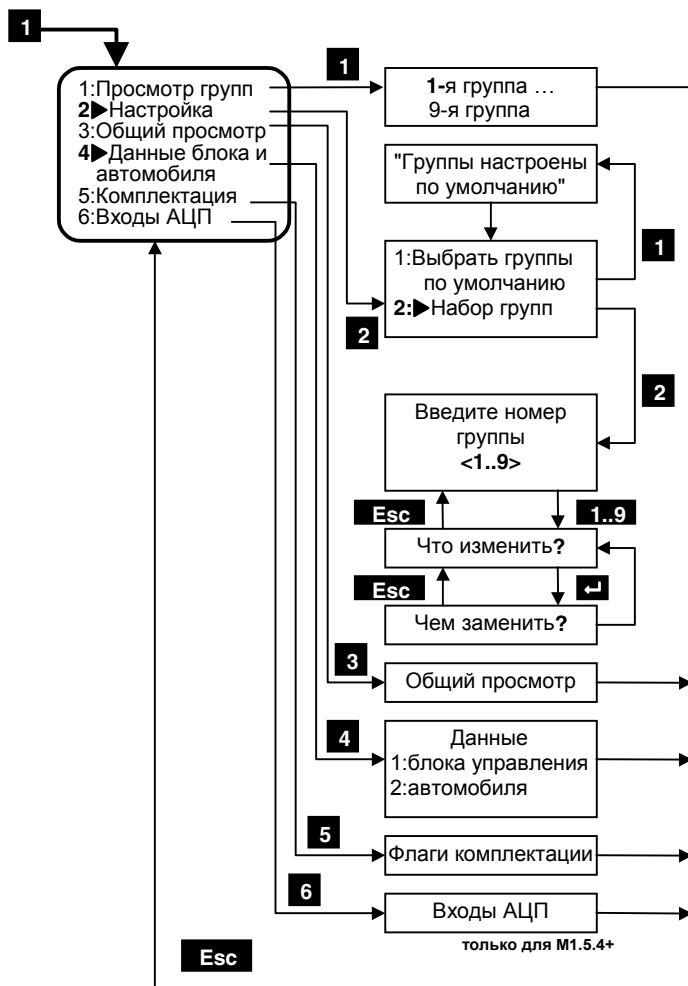 1
1:Просмотр групп
2▶Настройка
3:Общий просмотр
4▶Данные блока и
автомобиля
5:Комплектация
6:Входы АЦП
1
1-я группа ...
9-я группа
"Группы настроены
по умолчанию"
1
1:Выбрать группы
по умолчанию
2:▶Набор групп
2
2
Введите номер
группы
<1..9>
Esc
1..9
Что изменить?
Esc
↵
Чем заменить?
3
Общий просмотр
4
Данные
1:блока управления
2:автомобиля
5
Флаги комплектации
6
Входы АЦП
только для М1.5.4+
Esc